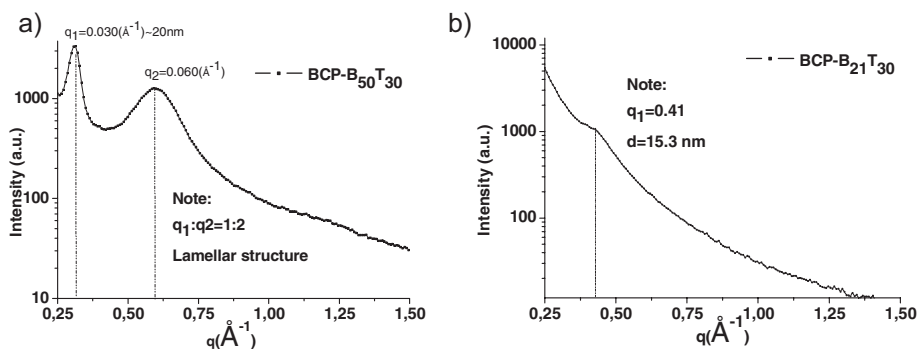 a)
q1=0.030(Å-1)~20nm
q2=0.060(Å-1)
BCP-B50T30
Intensity (a.u.)
1000
100
10
Note:
q1:q2=1:2
Lamellar structure
0,25 0,50 0,75 1,00 1,25 1,50
q(Å-1)
b)
10000
1000
100
Intensity (a.u.)
BCP-B21T30
Note:
q1=0.41
d=15.3 nm
0,25 0,50 0,75 1,00 1,25 1,50
q(Å-1)